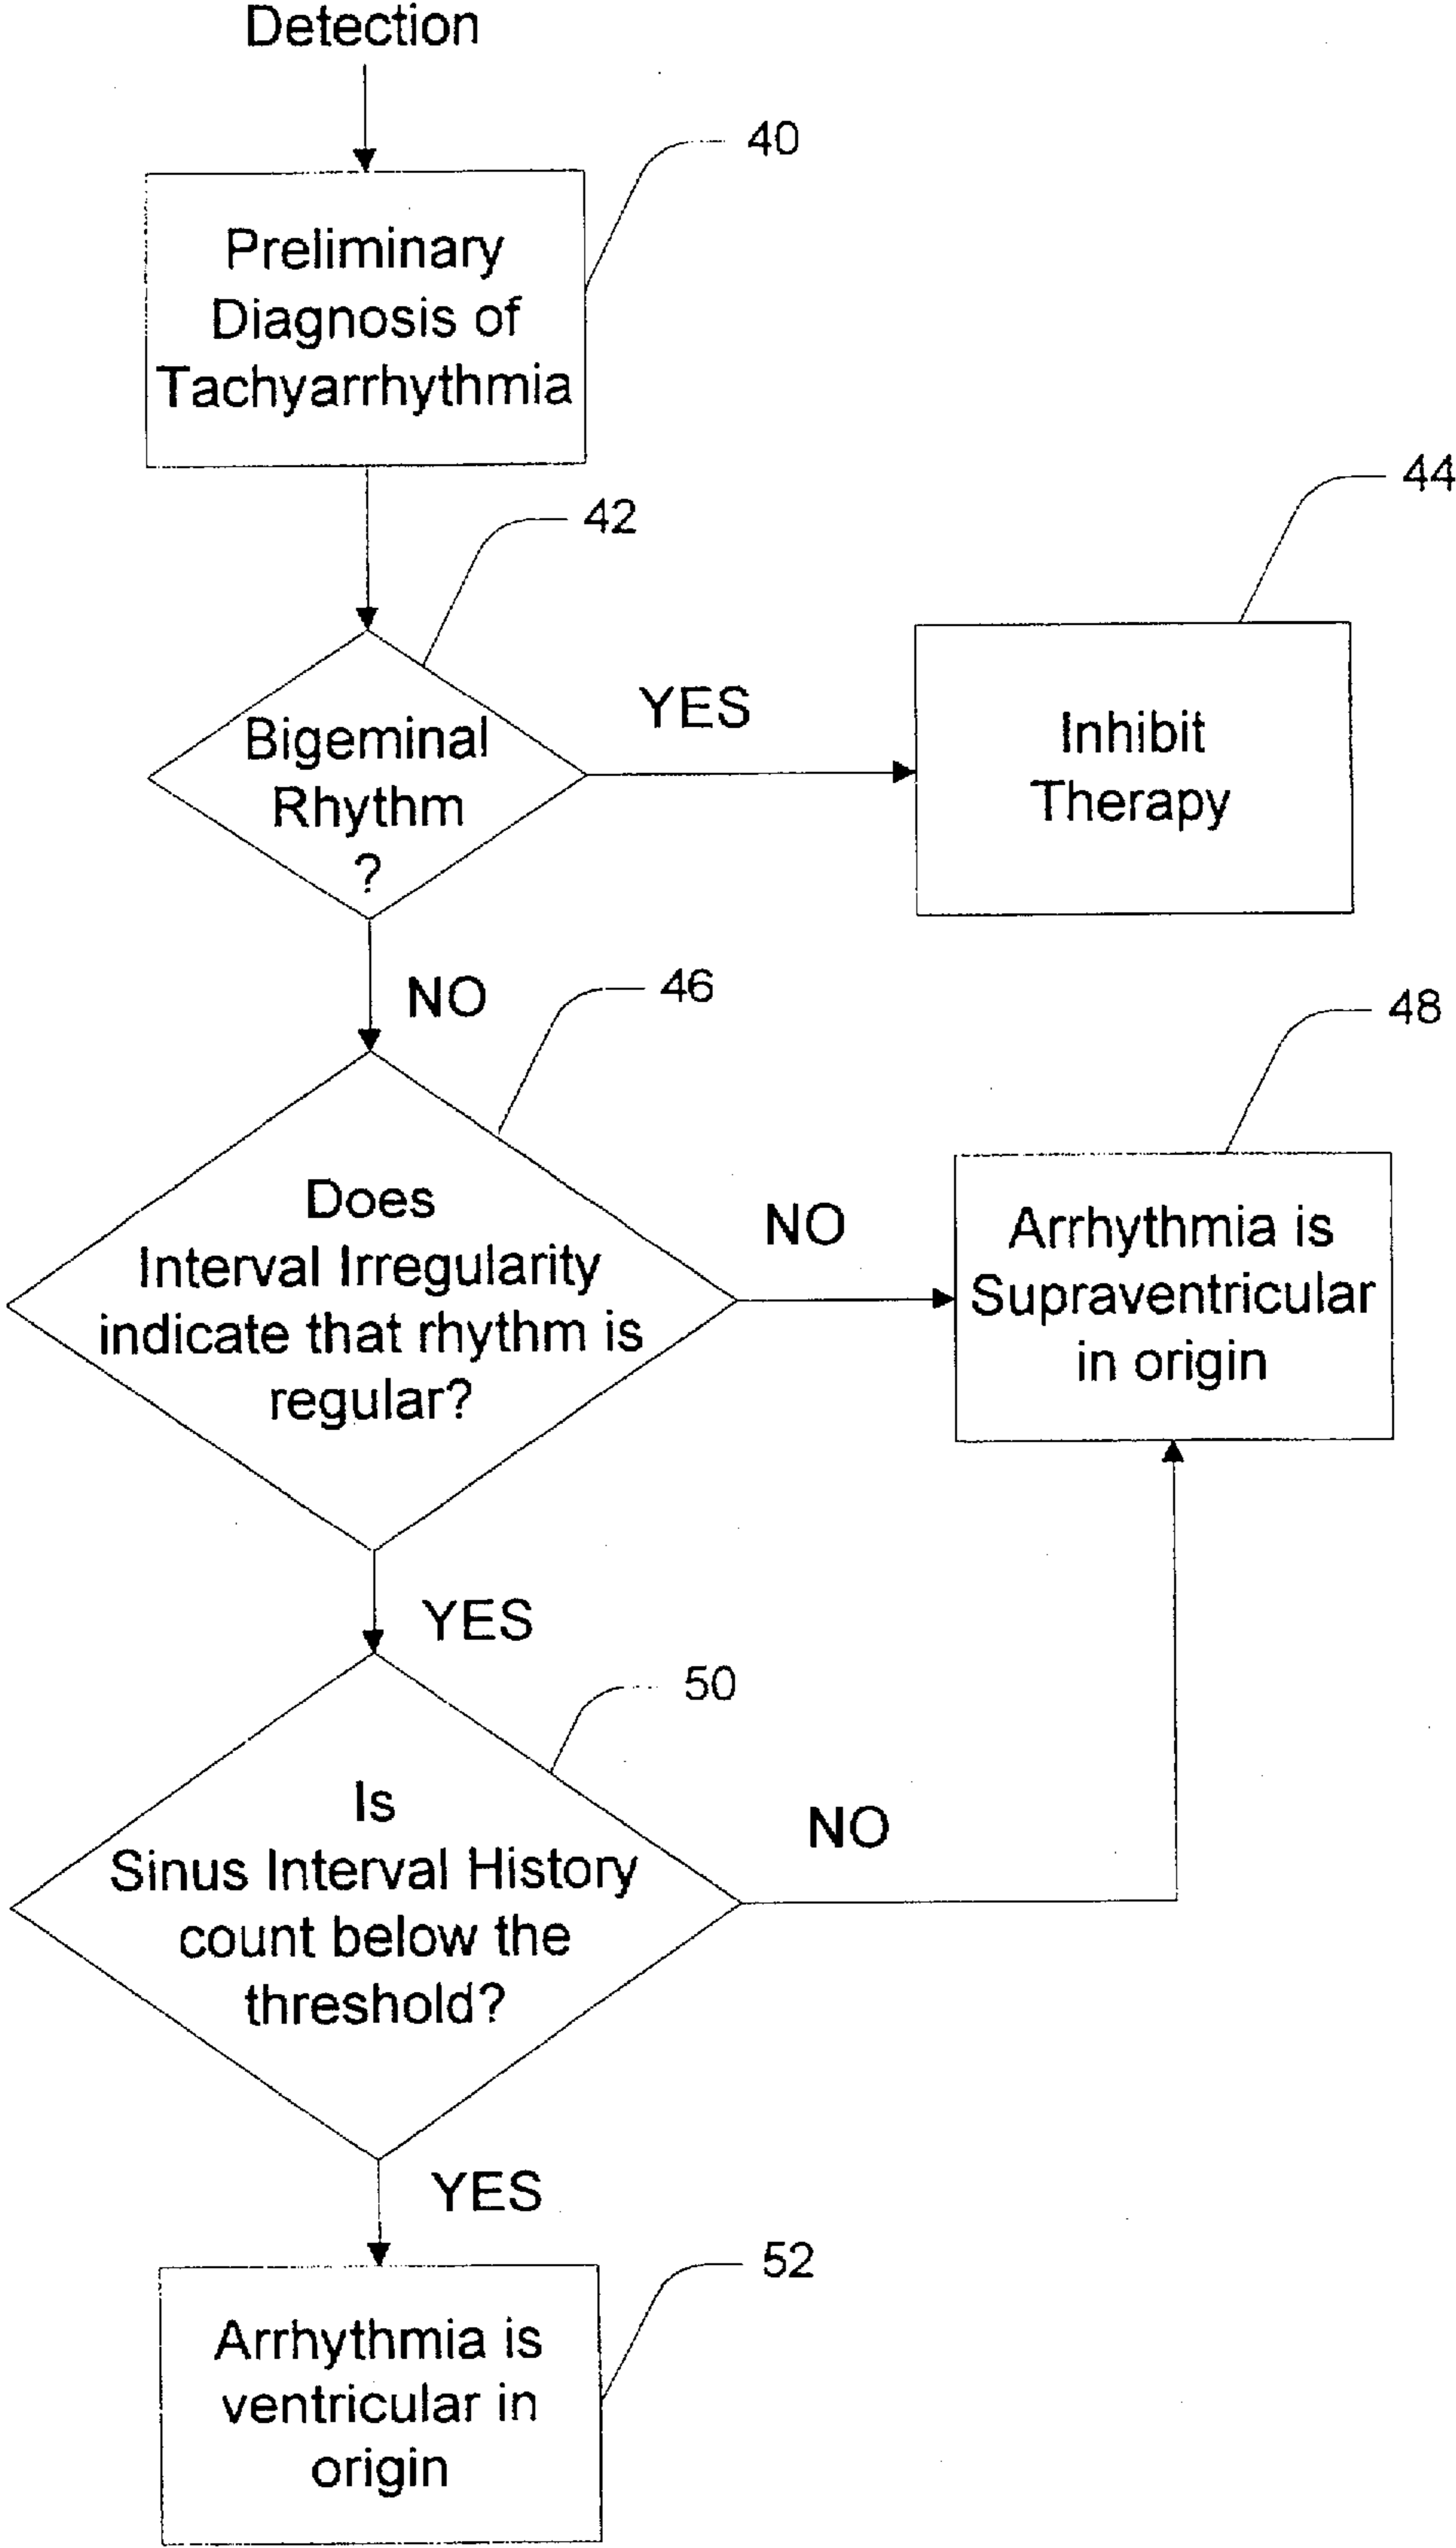 Detection
40
Preliminary
Diagnosis of
Tachyarrhythmia
44
42
YES
Bigeminal
Rhythm
?
Inhibit
Therapy
NO
46
48
Does
Interval Irregularity
indicate that rhythm is
regular?
NO
Arrhythmia is
Supraventricular
in origin
YES
50
Is
Sinus Interval History
count below the
threshold?
NO
YES
52
Arrhythmia is
ventricular in
origin